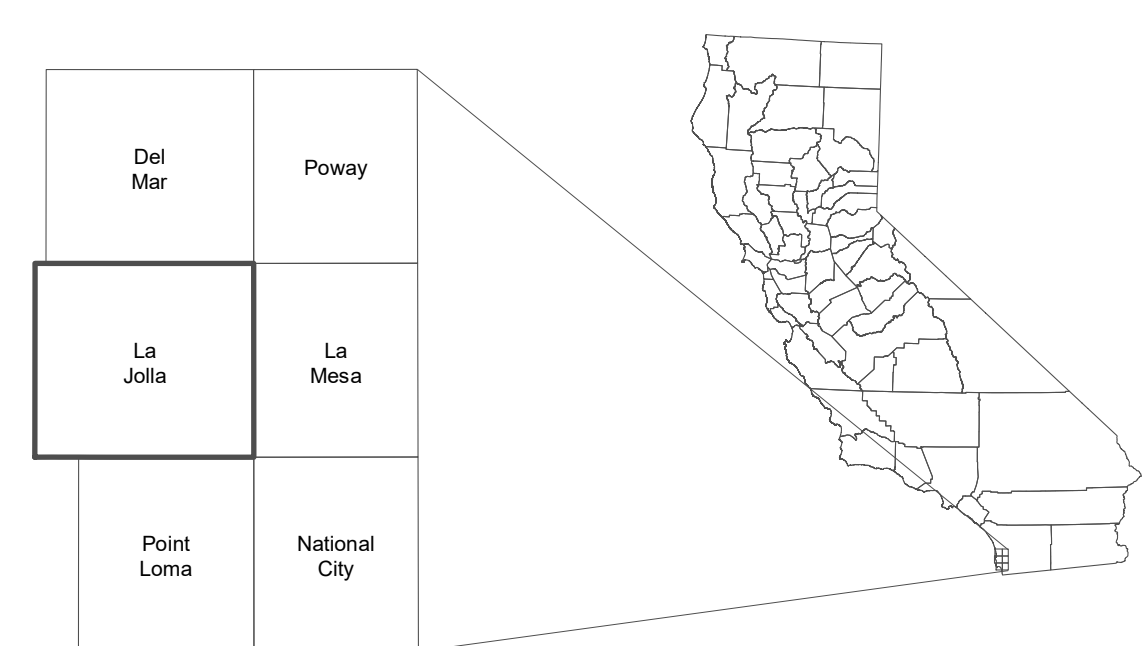 Del
Mar
Poway
La
Jolla
La
Mesa
Point
Loma
National
City